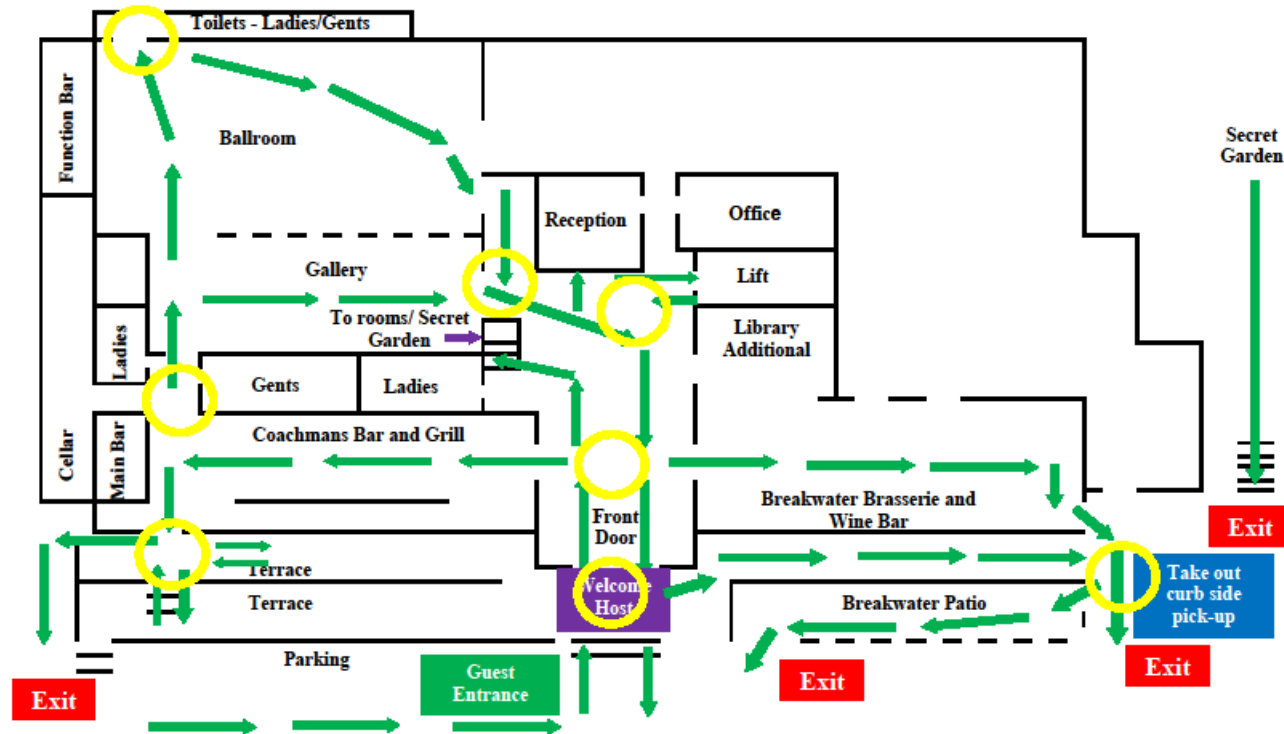 Toilets - Ladies/Gents
Function Bar
Ballroom
Secret
Garden
Reception
Office
Gallery
Lift
To rooms/ Secret
Garden
Library
Additional
Ladies
Gents
Ladies
Cellar
Main Bar
Coachmans Bar and Grill
Breakwater Brasserie and
Wine Bar
Front
Door
Exit
Terrace
Terrace
Welcome
Host
Breakwater Patio
Take out
curb side
pick-up
Parking
Guest
Entrance
Exit
Exit
Exit